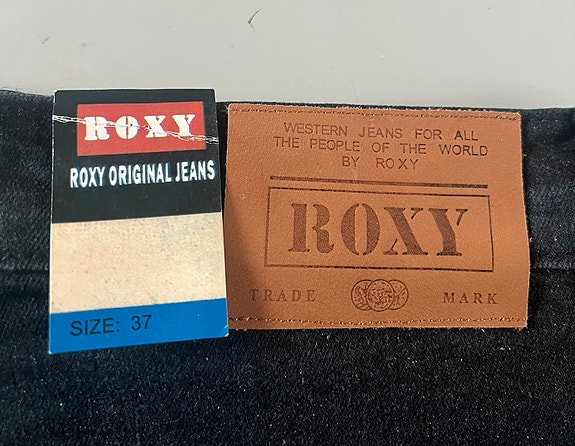 ROXY
ROXY ORIGINAL JEANS
SIZE: 37
WESTERN JEANS FOR ALL
THE PEOPLE OF THE WORLD
BY ROXY
ROXY
TRADE MARK